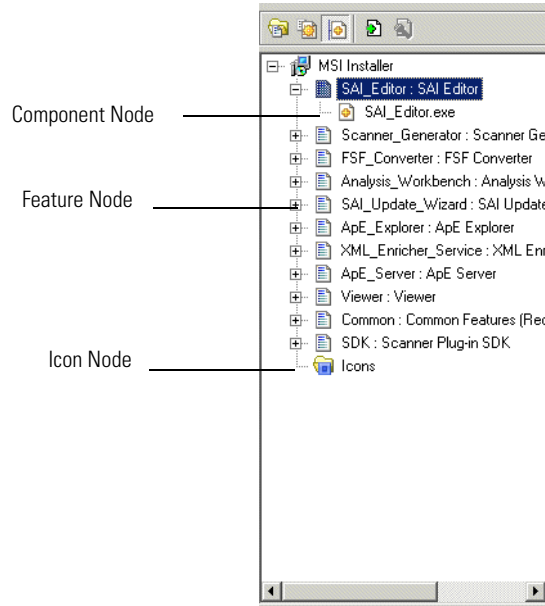 MSI Installer
SAI_Editor : SAI Editor
Component Node
SAI_Editor.exe
Scanner_Generator : Scanner Ge
FSF_Converter : FSF Converter
Analysis_Workbench : Analysis W
Feature Node
SAI_Update_Wizard : SAI Update
ApE_Explorer : ApE Explorer
XML_Enricher_Service : XML Enr
ApE_Server : ApE Server
Viewer : Viewer
Common : Common Features (Rec
SDK : Scanner Plug-in SDK
Icon Node
Icons